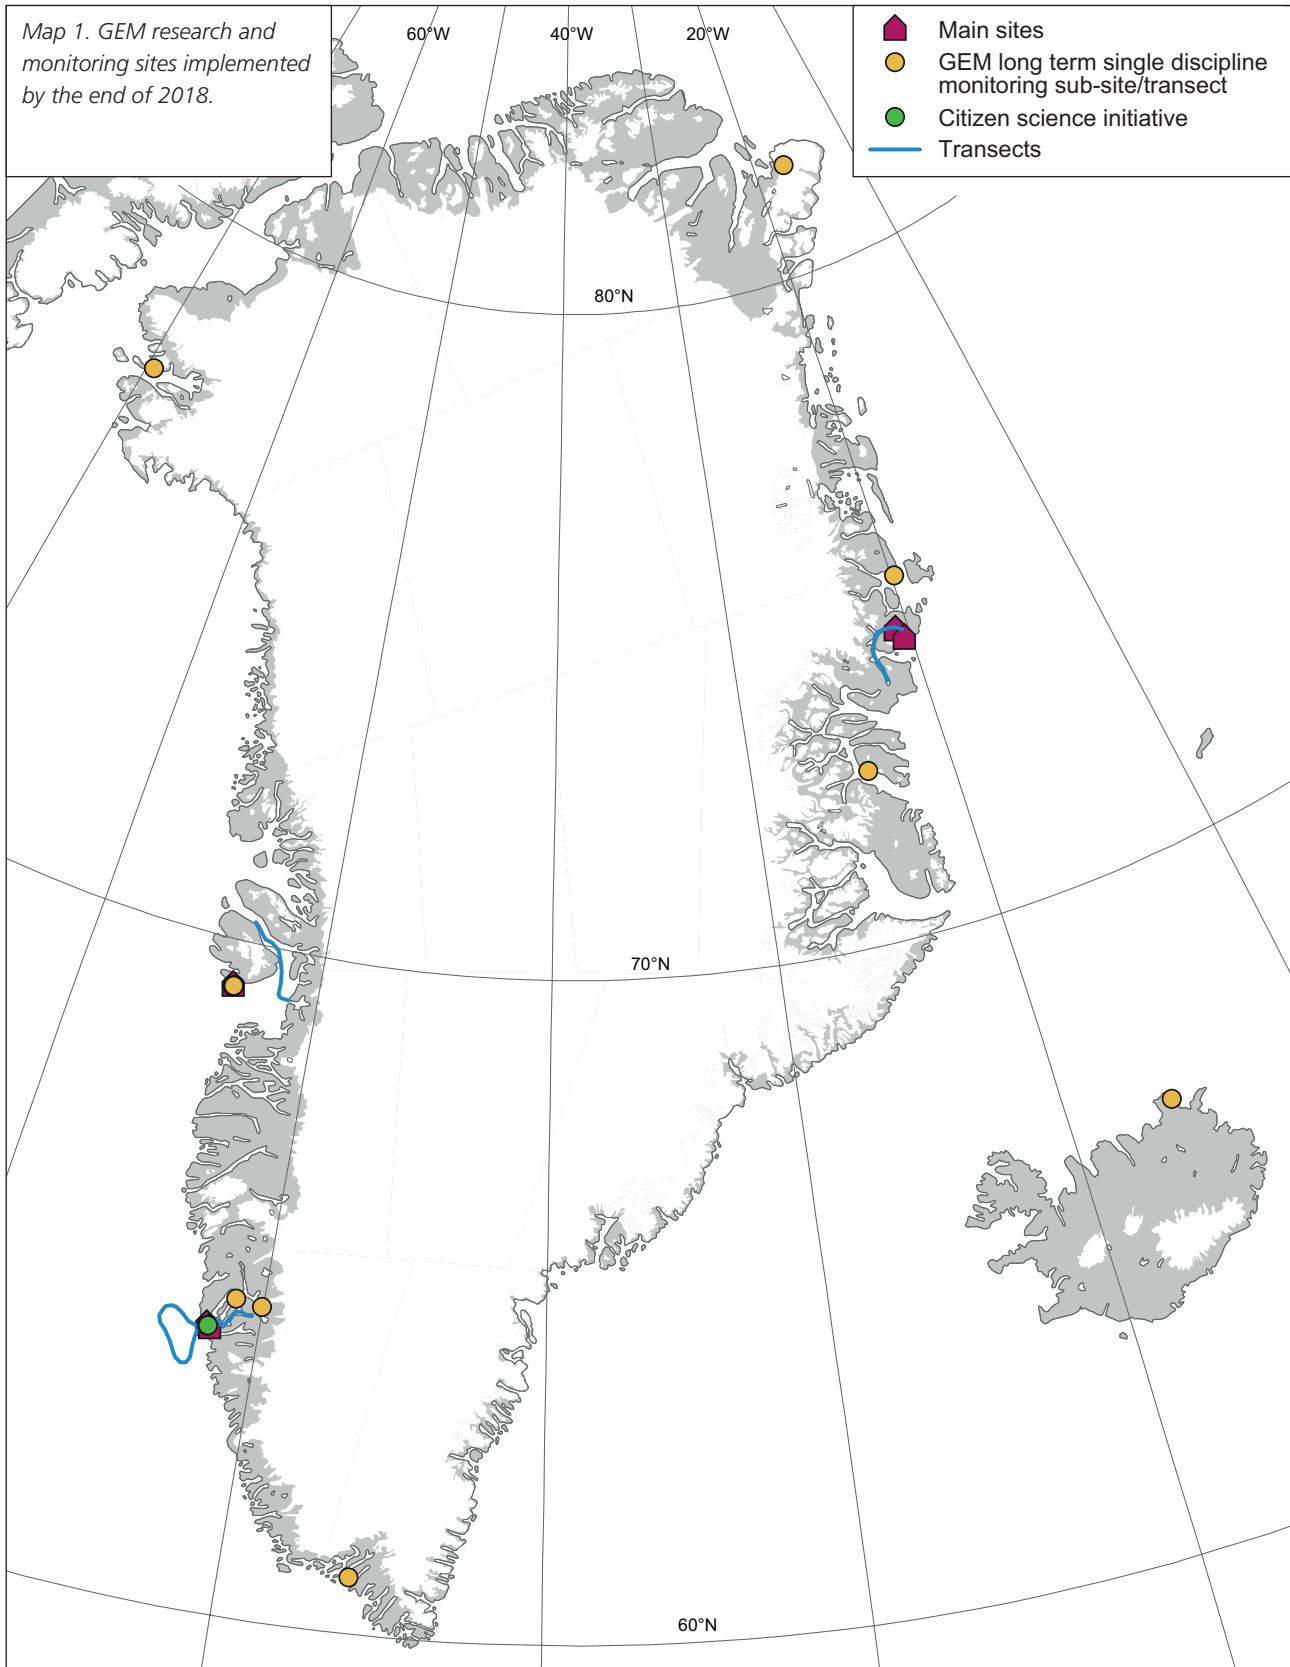 Map 1. GEM research and
monitoring sites implemented
by the end of 2018.
60°W
40°W
20°W
Main sites
GEM long term single discipline
monitoring sub-site/transect
Citizen science initiative
Transects
80°N
70°N
60°N